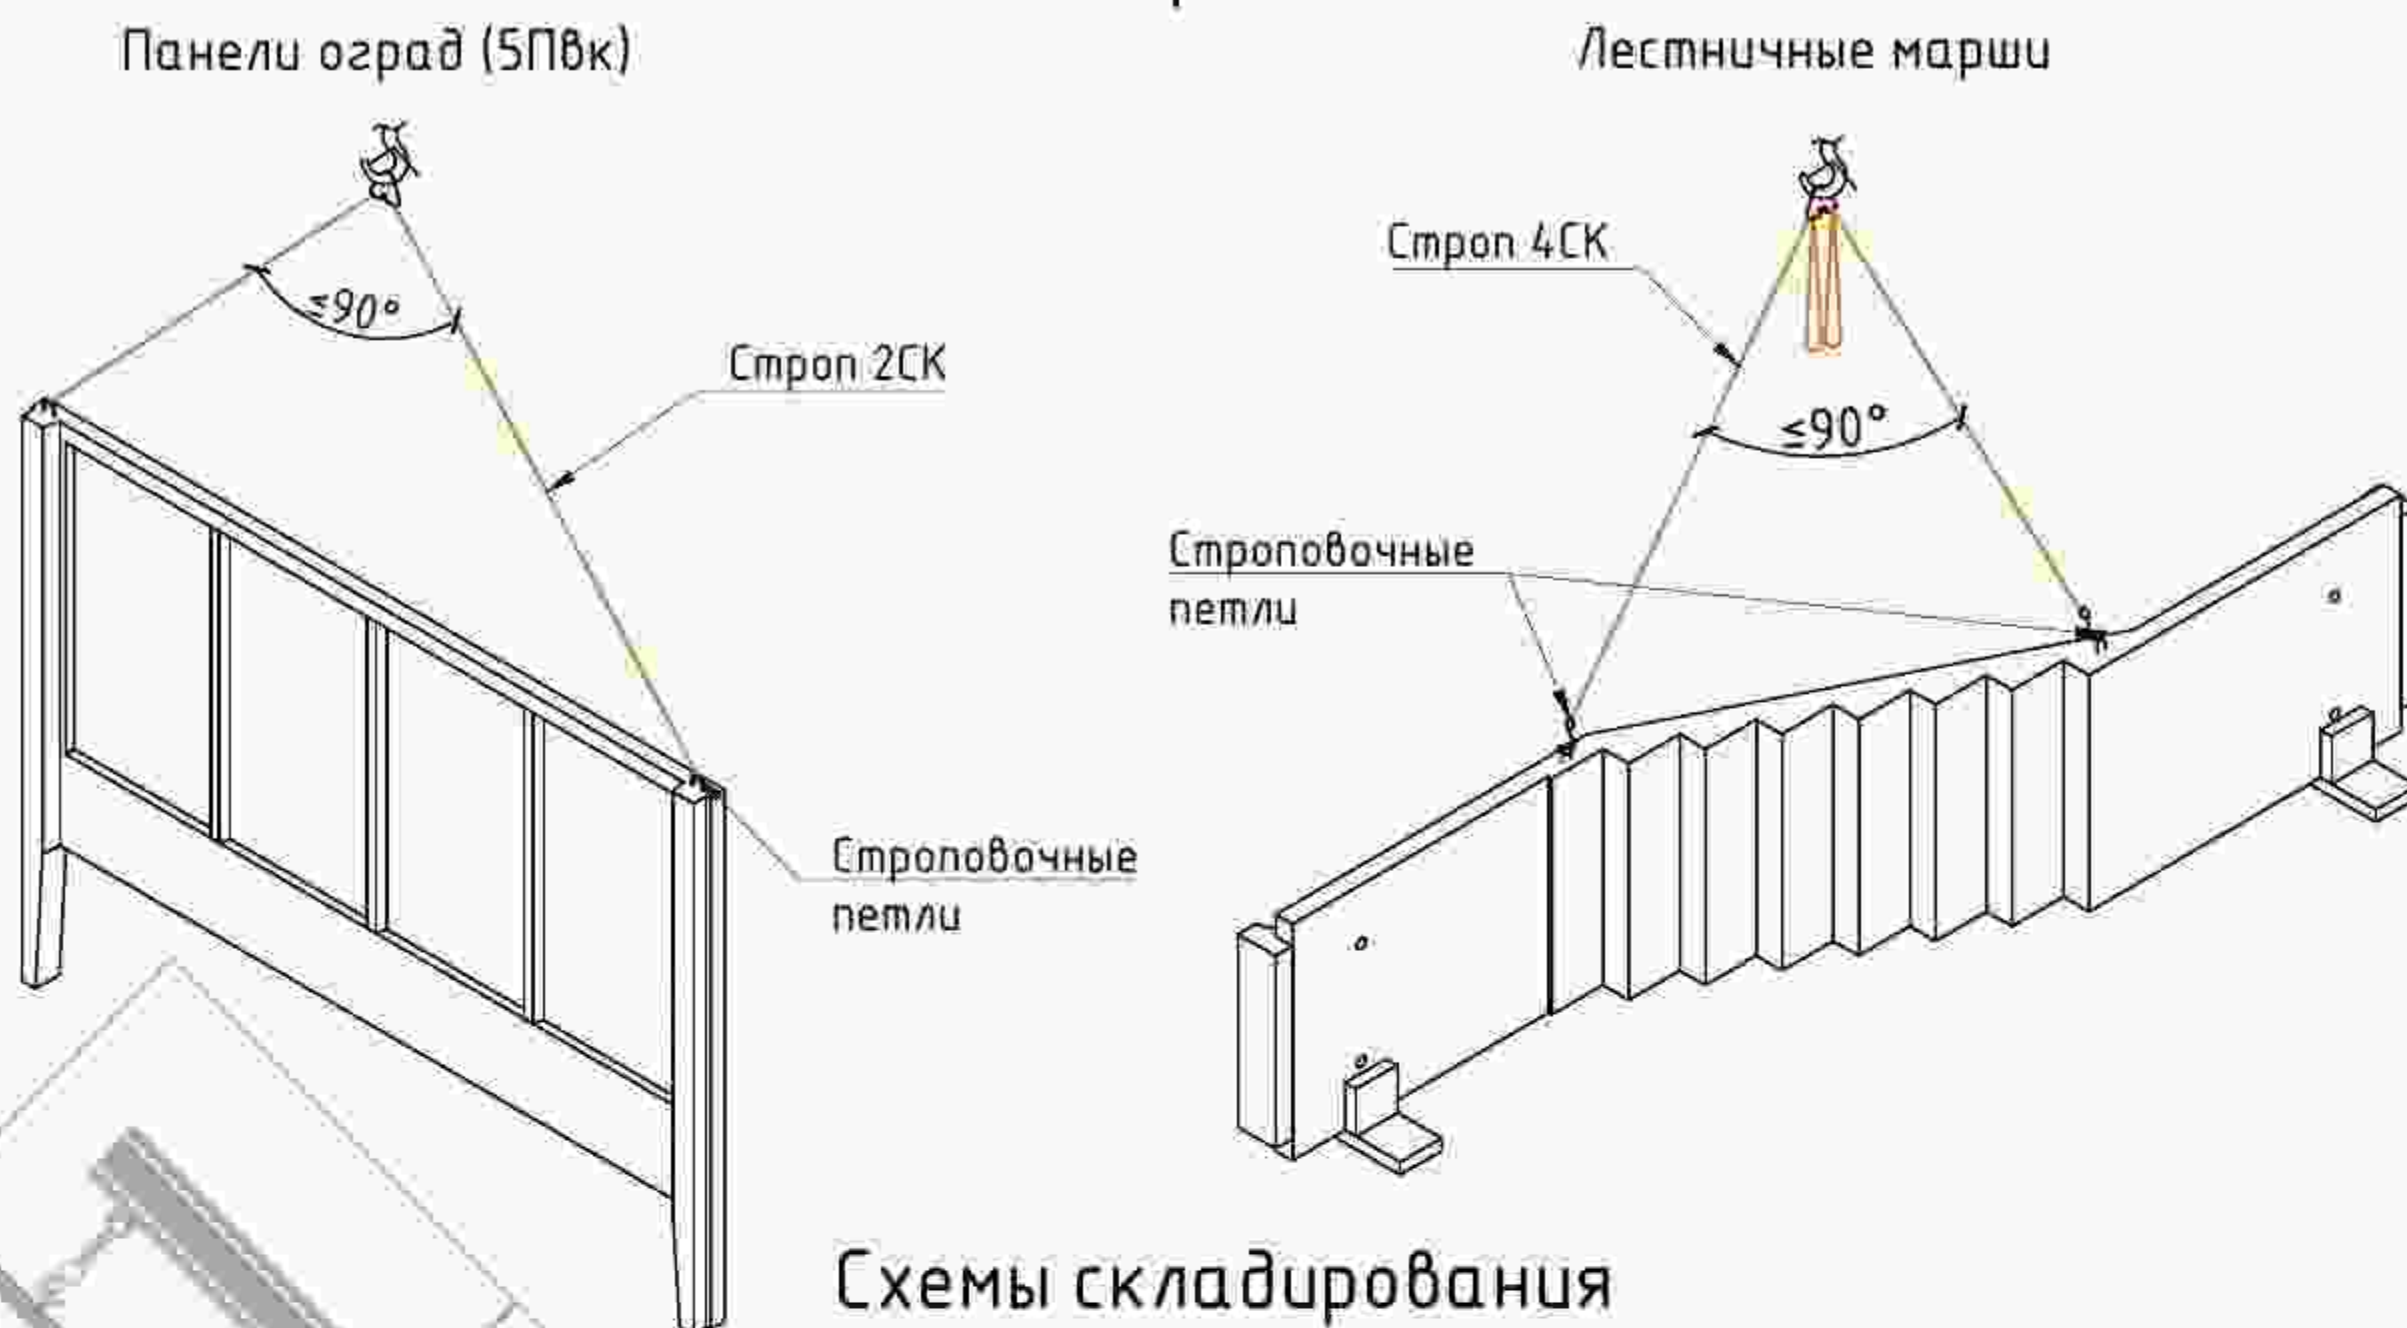 Панели оград (5Пвк)
Лестничные марши
Строп 4СК
≤90°
Строп 2СК
≤90°
Строповочные
петли
Строповочные
петли
Схемы складирования